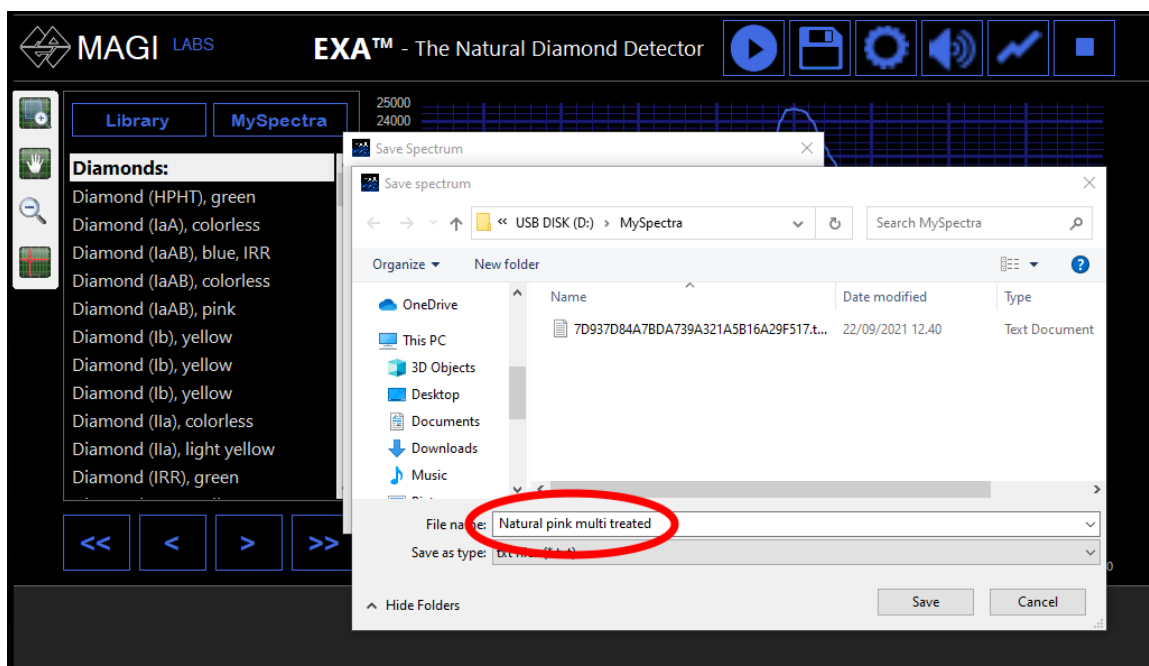 MAGI LABS
EXA™ - The Natural Diamond Detector
Library MySpectra
25000
24000
Save Spectrum
Diamonds:
Diamond (HPHT), green
Diamond (IaA), colorless
Diamond (IaAB), blue, IRR
Diamond (IaAB), colorless
Diamond (IaAB), pink
Diamond (Ib), yellow
Diamond (Ib), yellow
Diamond (Ib), yellow
Diamond (IIa), colorless
Diamond (IIa), light yellow
Diamond (IRR), green
<< < > >>
Save spectrum
« USB DISK (D:) › MySpectra
Search MySpectra
Organize New folder
OneDrive
This PC
3D Objects
Desktop
Documents
Downloads
Music
Name Date modified Type
7D937D84A7BDA739A321A5B16A29F517.t... 22/09/2021 12.40 Text Document
File name: Natural pink multi treated
Save as type:
Hide Folders
Save Cancel